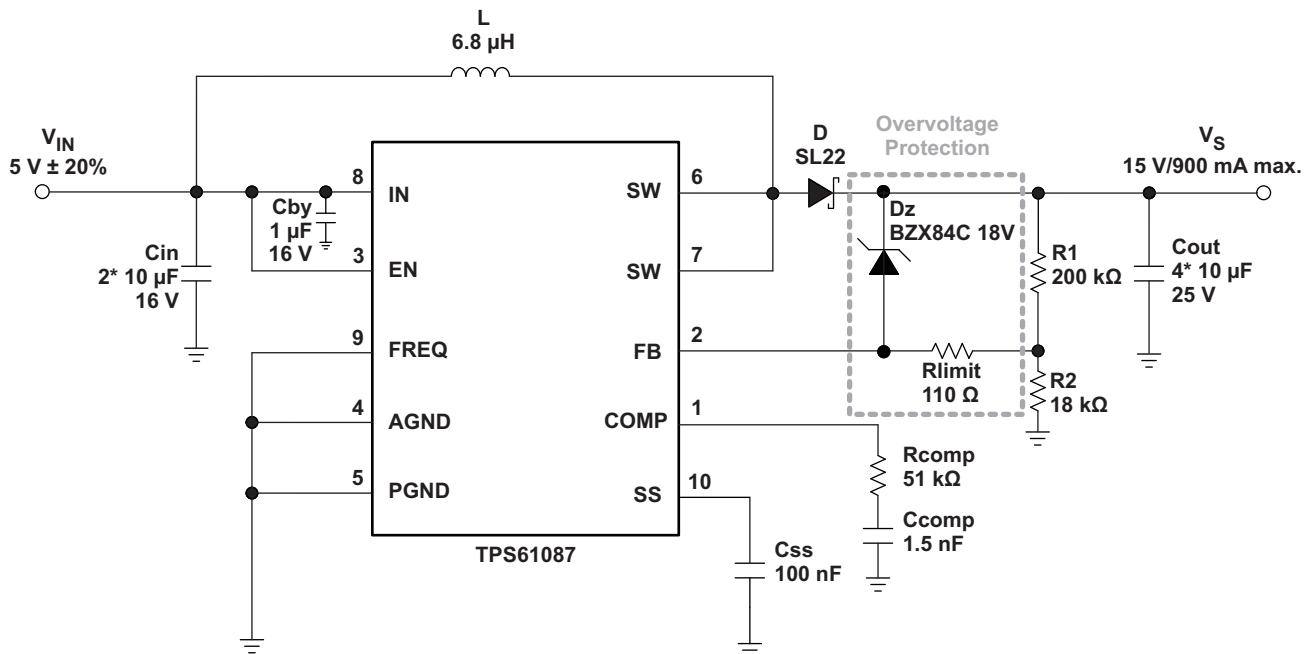 L
6.8 µH
VIN
5 V ± 20%
D
SL22
Overvoltage
Protection
VS
15 V/900 mA max.
8
IN
SW
6
Cby
1 µF
16 V
Dz
BZX84C 18V
Cin
2* 10 µF
16 V
3
EN
SW
7
R1
200 kΩ
Cout
4* 10 µF
25 V
9
FREQ
FB
2
Rlimit
110 Ω
R2
18 kΩ
4
AGND
COMP
1
Rcomp
51 kΩ
5
PGND
SS
10
Ccomp
1.5 nF
TPS61087
Css
100 nF